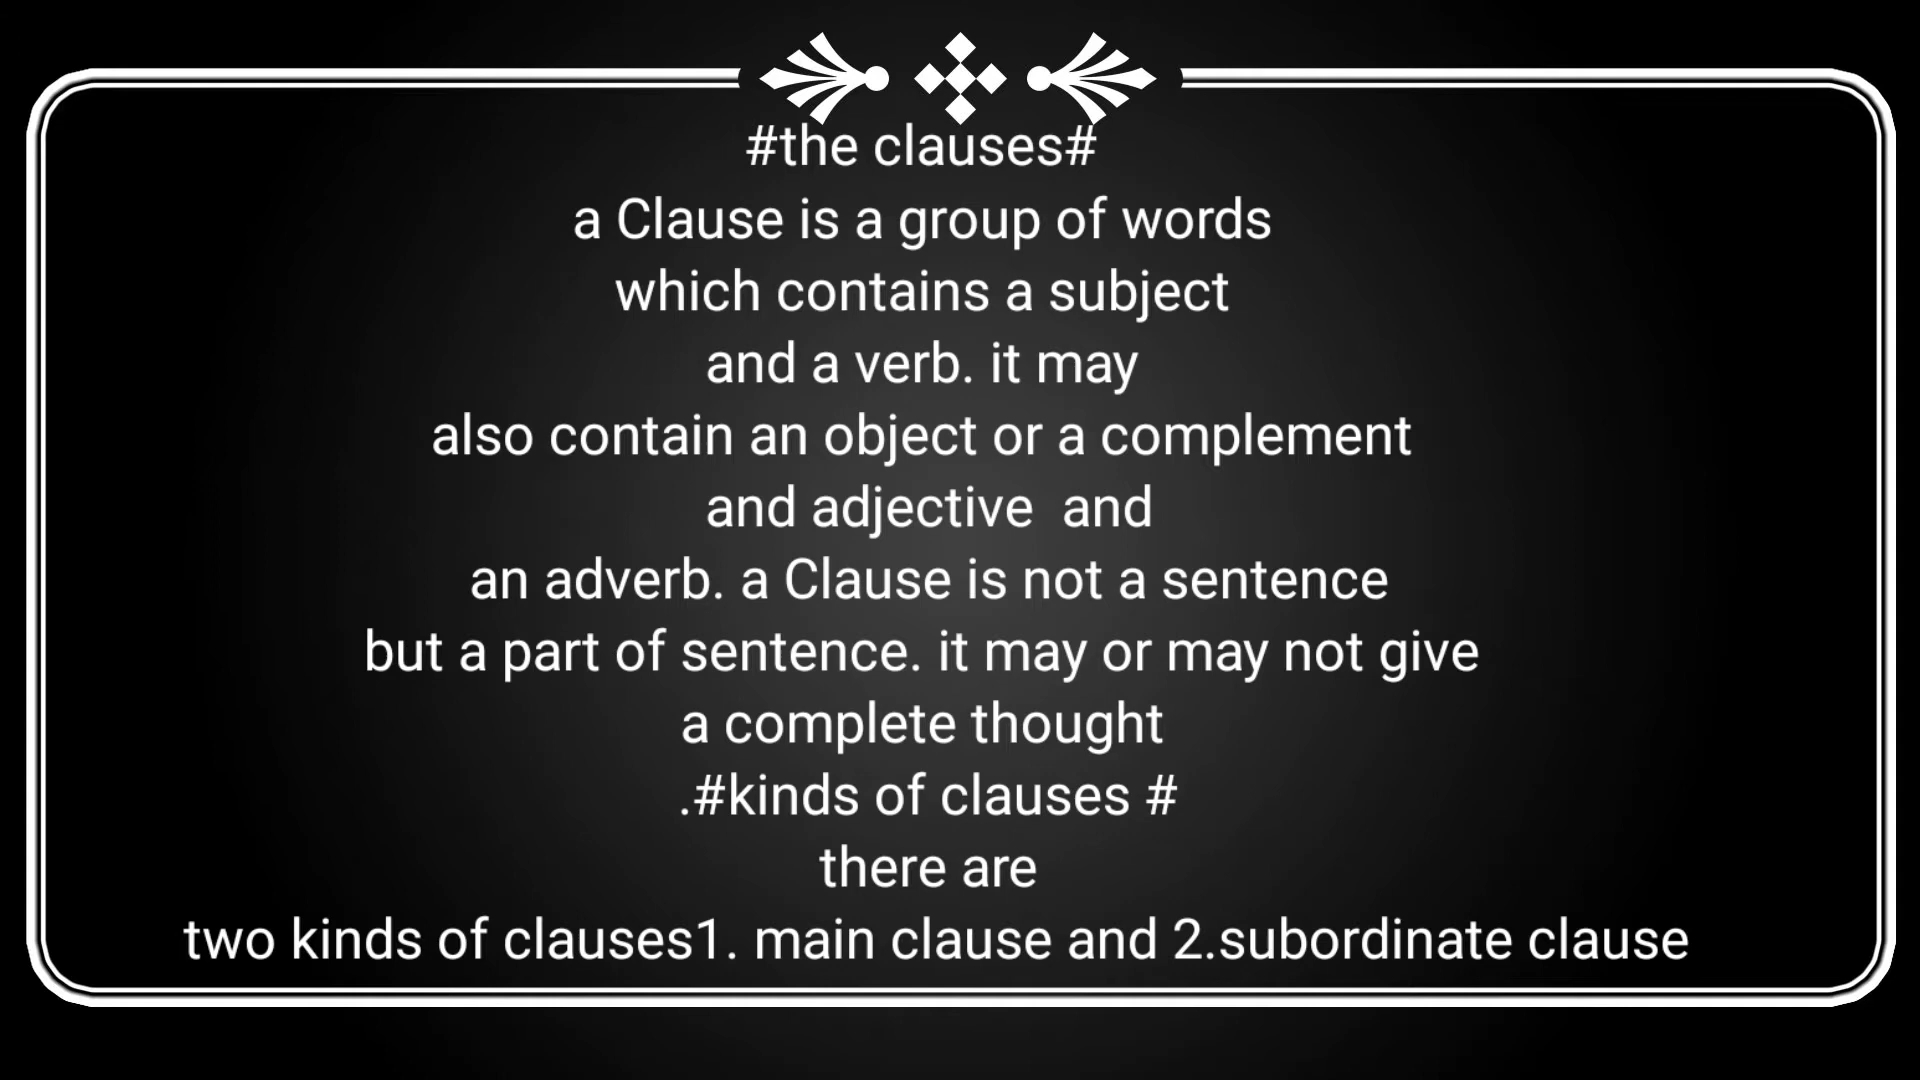 #the clauses#
a Clause is a group of words
which contains a subject
and a verb. it may
also contain an object or a complement
and adjective  and
an adverb. a Clause is not a sentence
but a part of sentence. it may or may not give
a complete thought
.#kinds of clauses #
there are
two kinds of clauses1. main clause and 2.subordinate clause